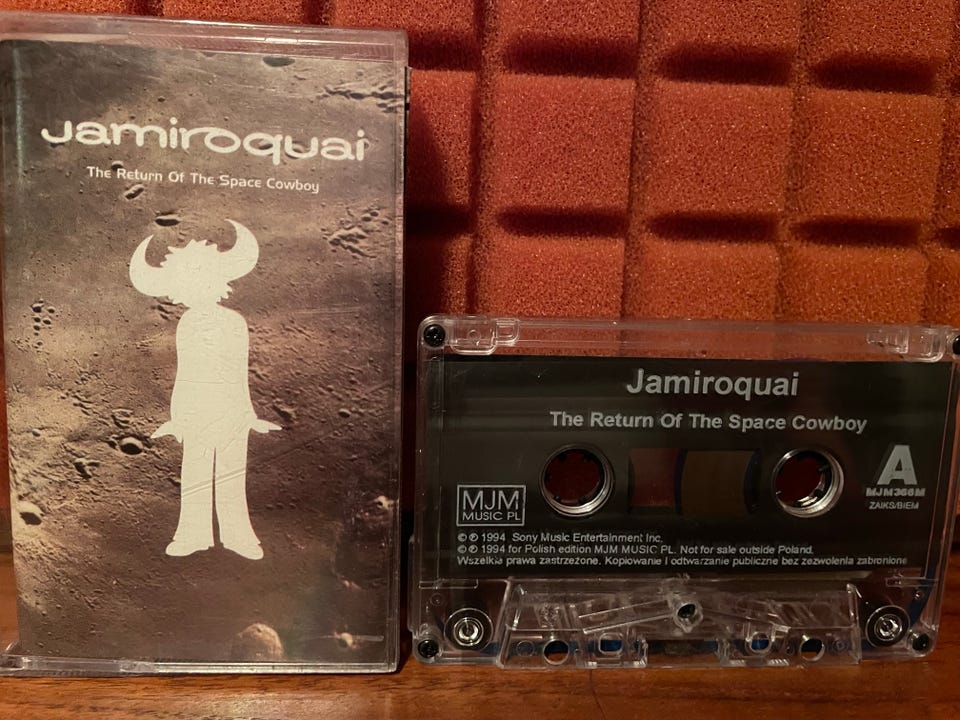 Jamiroquai
The Return Of The Space Cowboy
Jamiroquai
The Return Of The Space Cowboy
A
MJM366M
ZAIKS/BIEM
MJM
MUSIC PL
© ℗ 1994 Sony Music Entertainment Inc.
© ℗ 1994 for Polish edition MJM MUSIC PL. Not for sale outside Poland.
Wszelkie prawa zastrzeżone. Kopiowanie i odtwarzanie publiczne bez zezwolenia zabronione